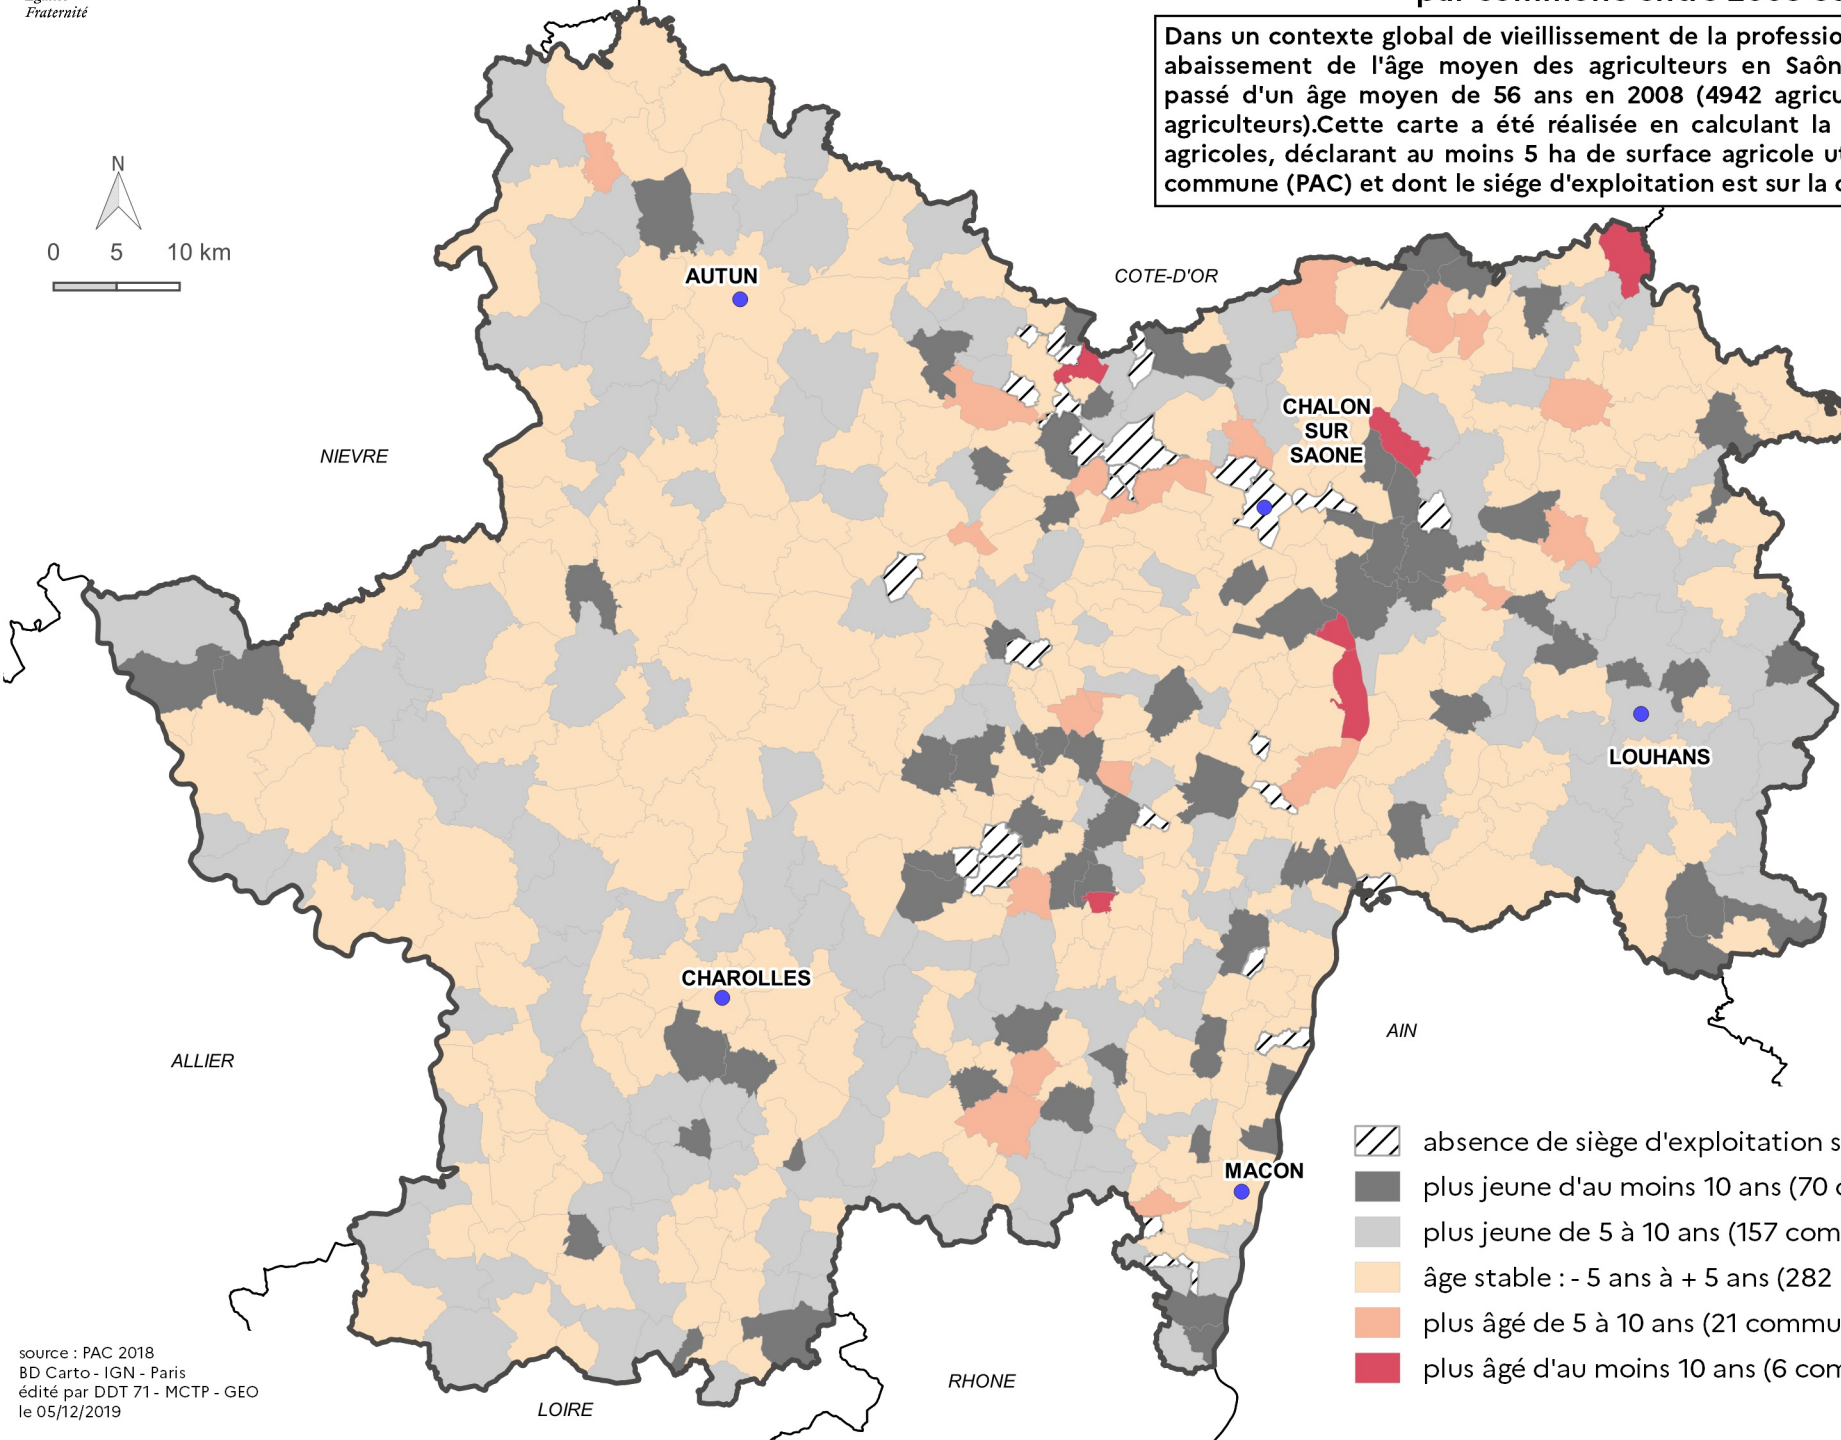 Fraternité
Dans un contexte global de vieillissement de la
abaissement de l'âge moyen des agriculteurs en
passé d'un âge moyen de 56 ans en 2008 (4942
agriculteurs).Cette carte a été réalisée en calculant la
agricoles, déclarant au moins 5 ha de surface agricole
commune (PAC) et dont le siége d'exploitation est sur la
N
0 5 10 km
COTE-D'OR
AUTUN
CHALON
SUR
SAONE
NIEVRE
LOUHANS
CHAROLLES
ALLIER
AIN
MACON
absence de siège d'exploitation
plus jeune d'au moins 10 ans (70
plus jeune de 5 à 10 ans (157
âge stable : - 5 ans à + 5 ans (282
plus âgé de 5 à 10 ans (21
plus âgé d'au moins 10 ans (6
source : PAC 2018
BD Carto - IGN - Paris
édité par DDT 71 - MCTP - GEO
le 05/12/2019
LOIRE
RHONE